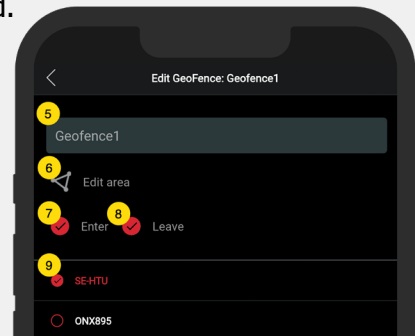 d.
Edit GeoFence: Geofence1
5
Geofence1
6
Edit area
7 Enter 8 Leave
9
SE-HTU
ONX895